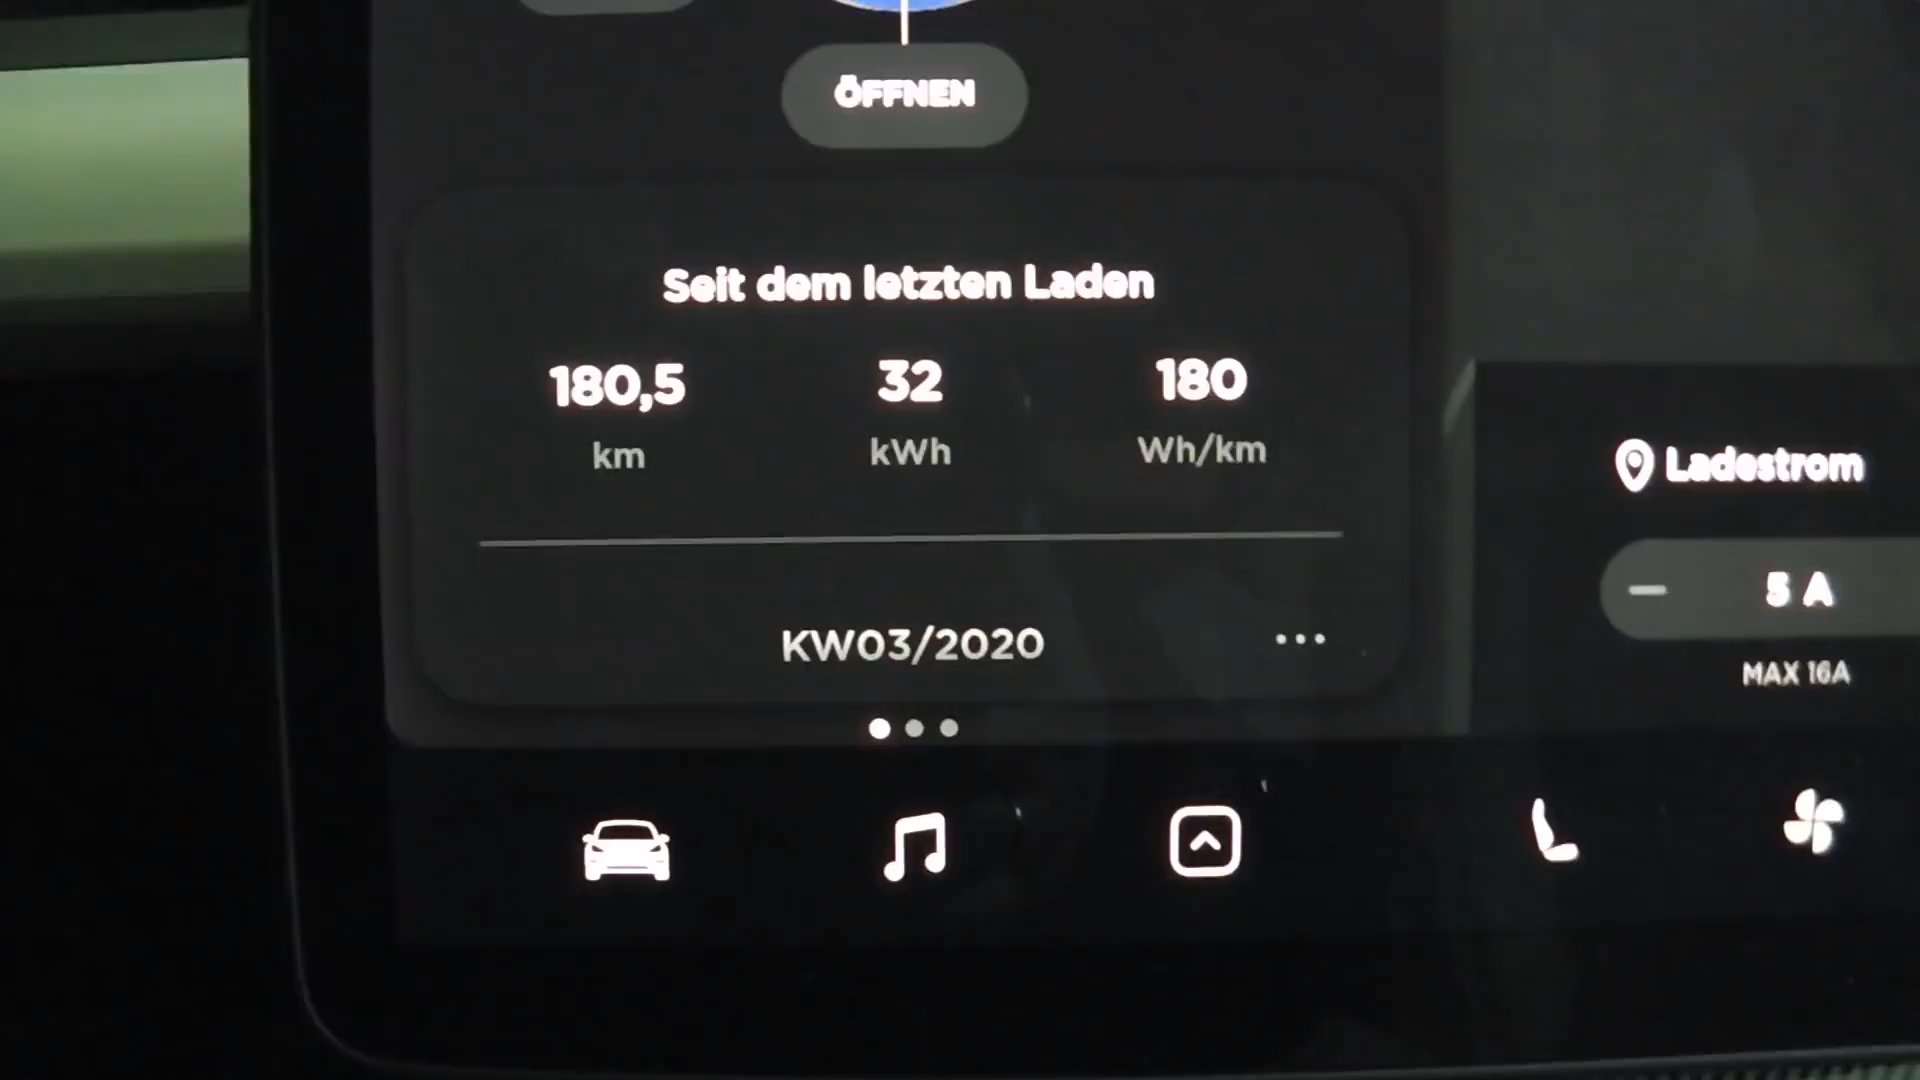 ÖFFNEN
Seit dem letzten Laden
180,5
km
32
kWh
180
Wh/km
KW03/2020
Ladestrom
5 A
MAX 16A